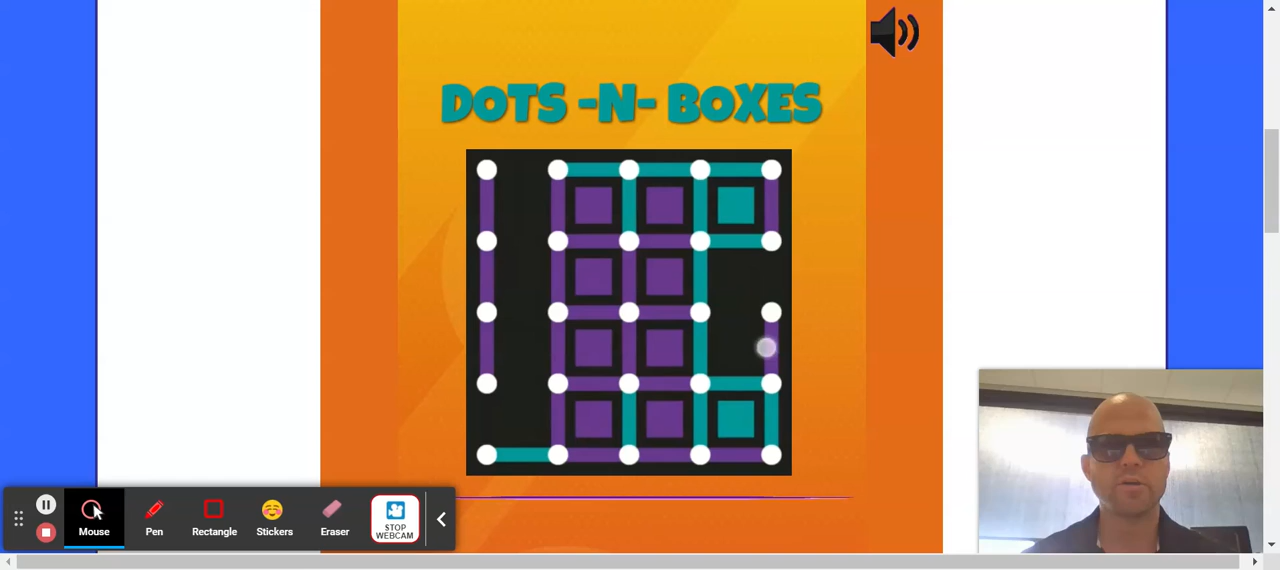 DOTS -N- BOXES
Mouse
Pen
Rectangle
Stickers
Eraser
STOP
WEBCAM